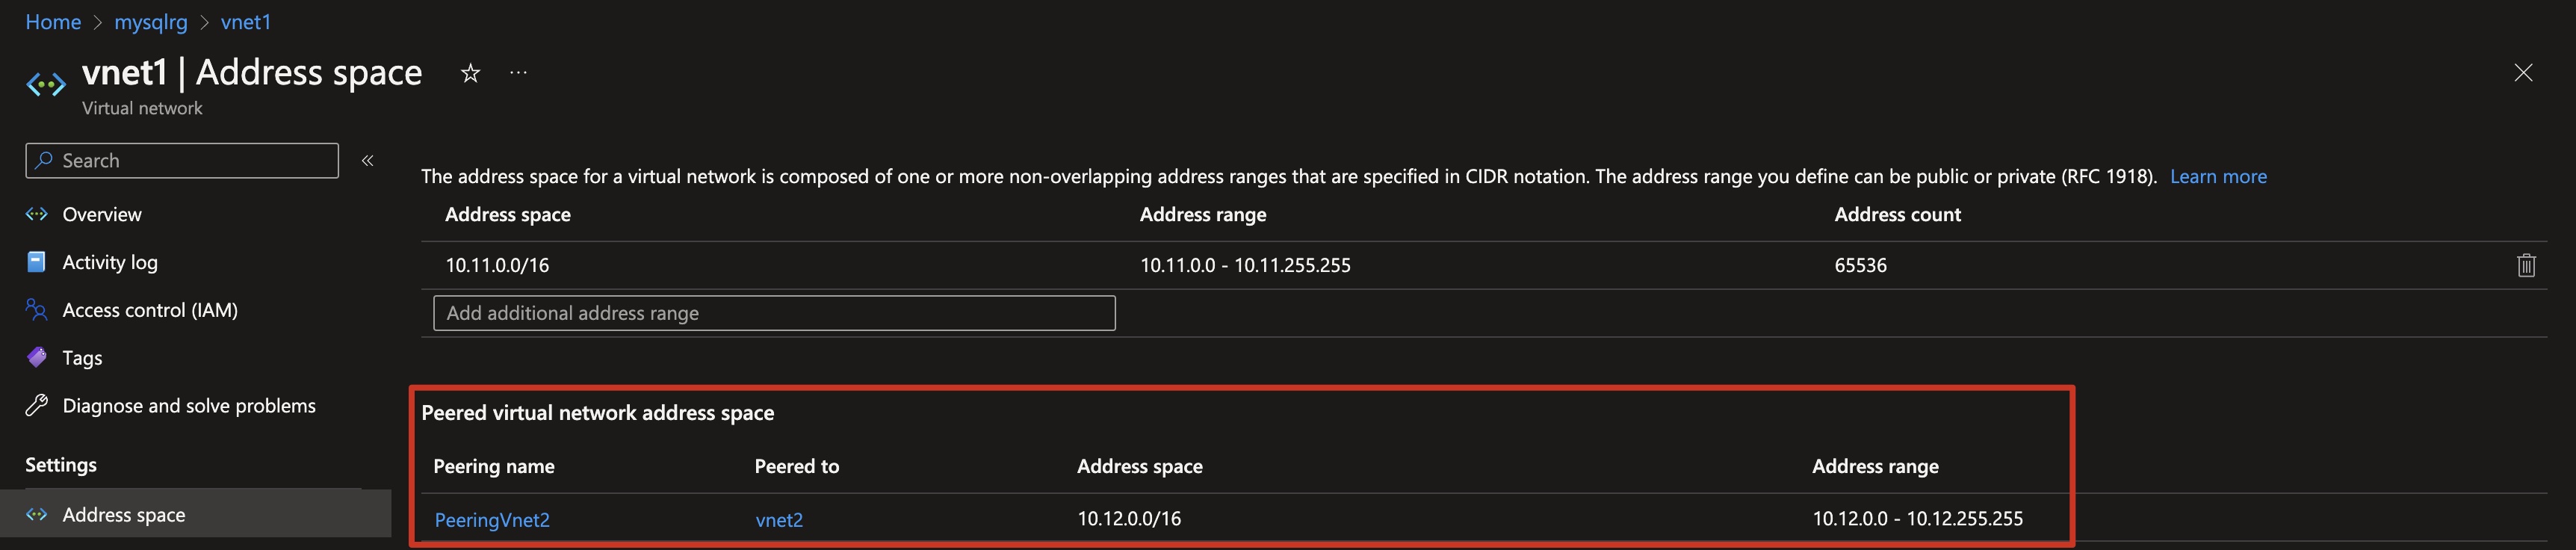 Home > mysqlrg > vnet1
vnet1 | Address space
Virtual network
Search
Overview
Activity log
Access control (IAM)
Tags
Diagnose and solve problems
Settings
Address space
The address space for a virtual network is composed of one or more non-overlapping address ranges that are specified in CIDR notation. The address range you define can be public or private (RFC 1918). Learn more
Address space Address range Address count
10.11.0.0/16 10.11.0.0 - 10.11.255.255 65536
Add additional address range
Peered virtual network address space
Peering name Peered to Address space Address range
PeeringVnet2 vnet2 10.12.0.0/16 10.12.0.0 - 10.12.255.255